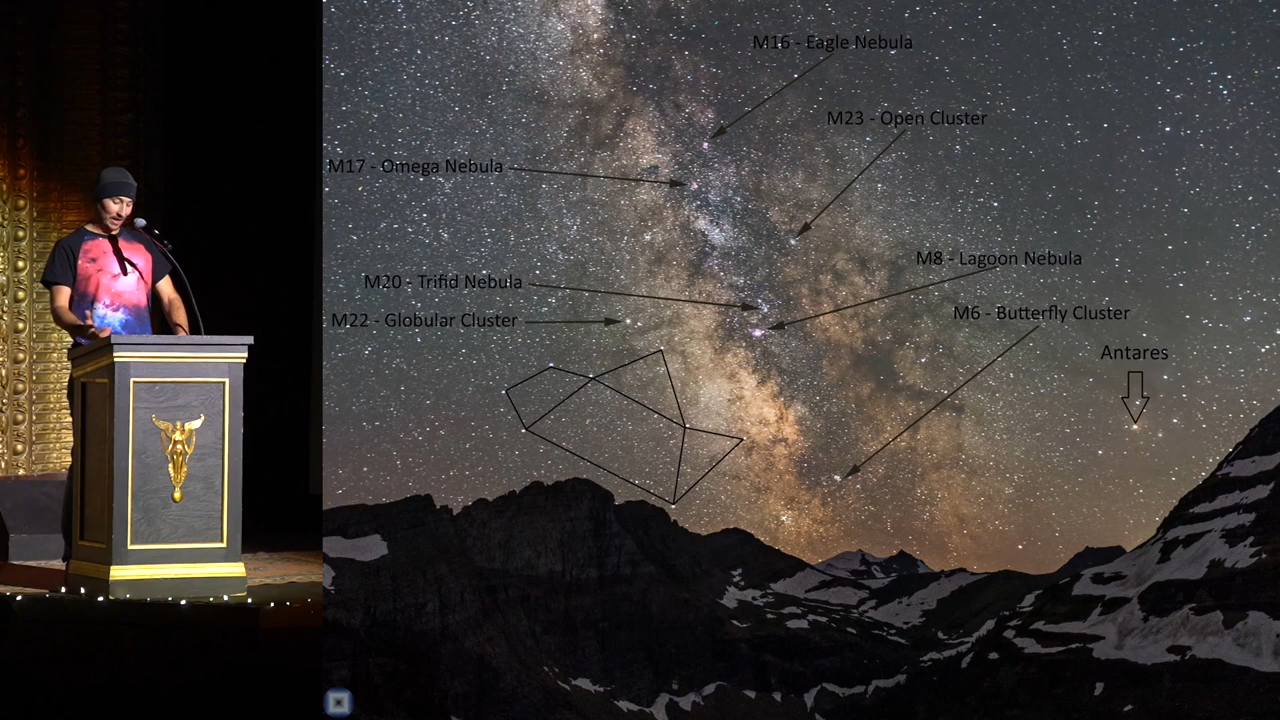 M16 - Eagle Nebula
M23 - Open Cluster
M17 - Omega Nebula
M8 - Lagoon Nebula
M20 - Trifid Nebula
M6 - Butterfly Cluster
M22 - Globular Cluster
Antares